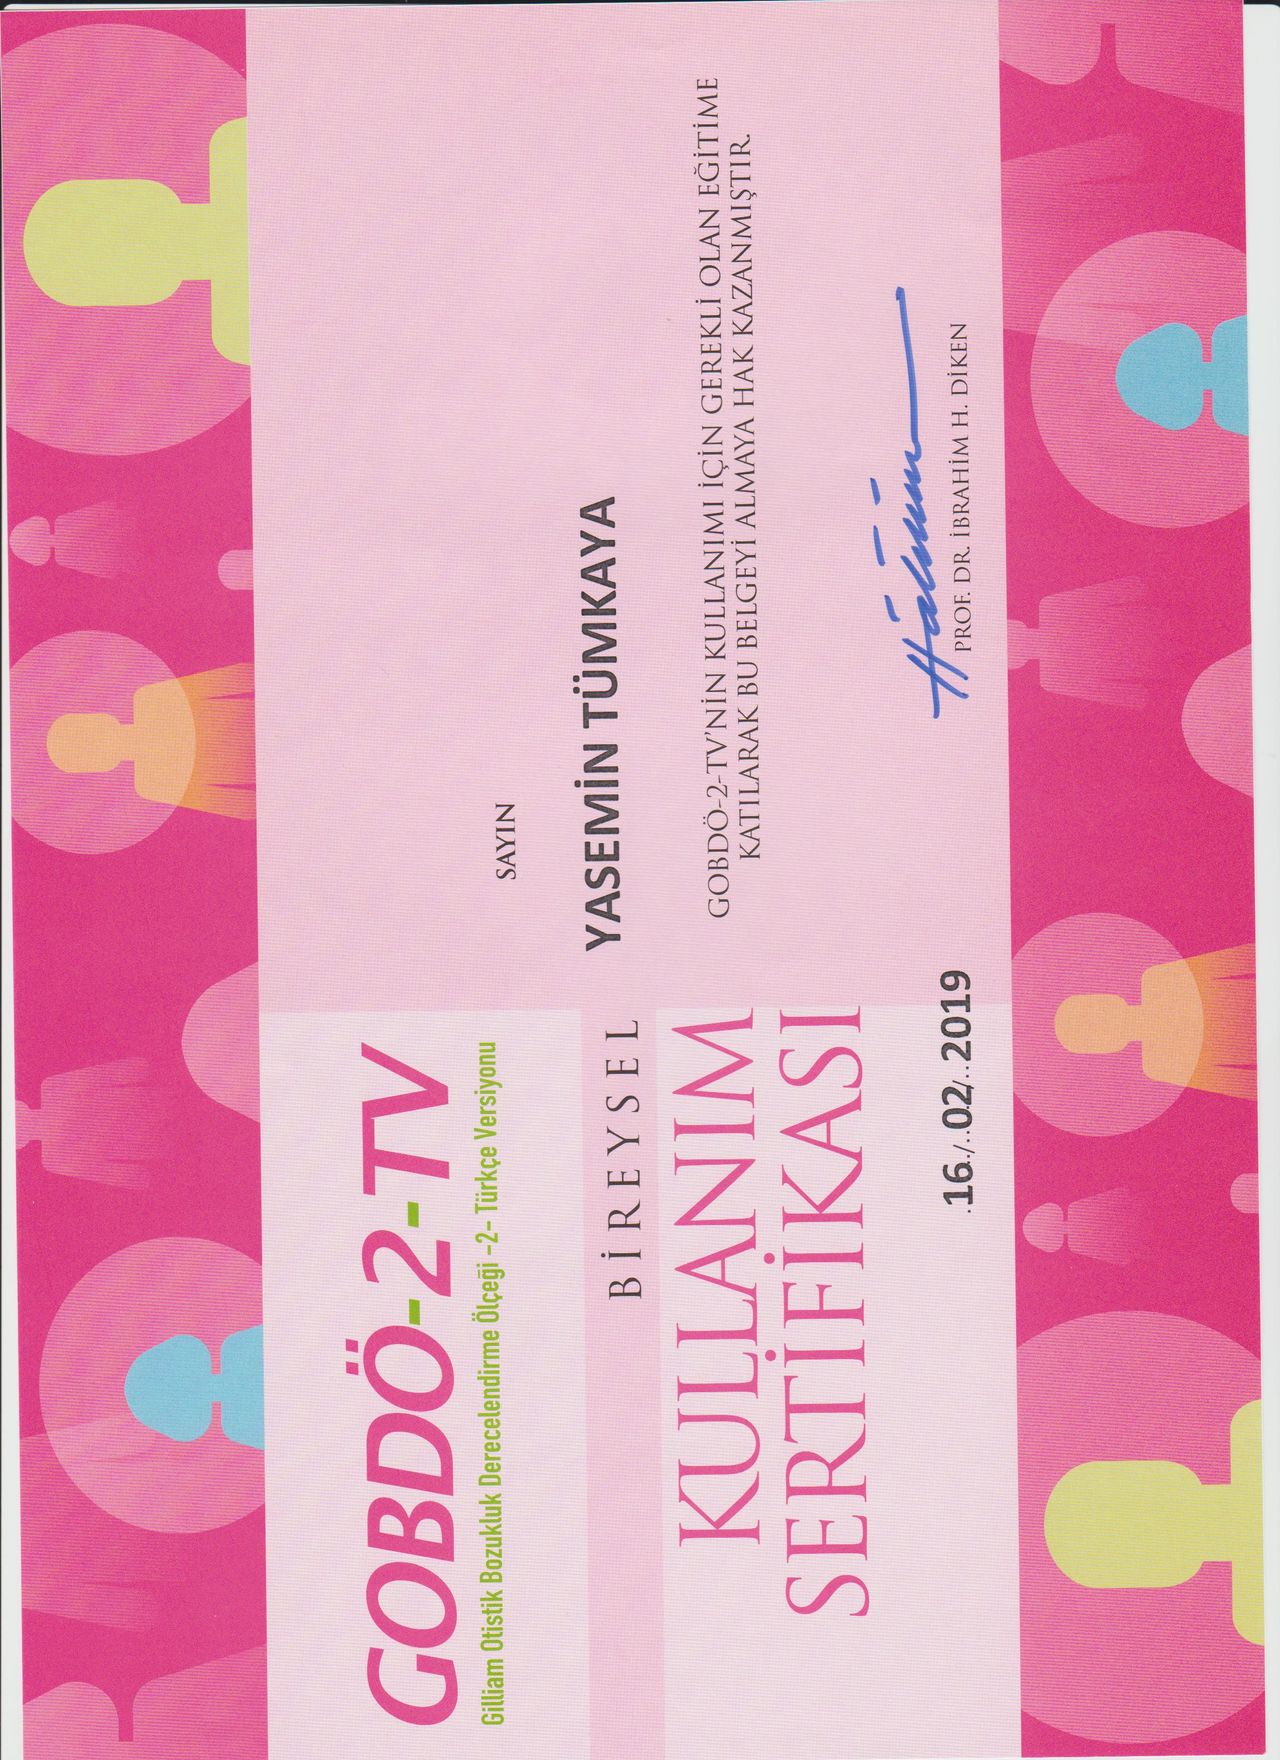 GOBDÖ-2-TV
Gilliam Otistik Bozukluk Derecelendirme Ölçeği -2- Türkçe Versiyonu
BİREYSEL
KULLANIM
SERTİFİKASI
16../..02../..2019
SAYIN
YASEMİN TÜMKAYA
GOBDÖ-2-TV'NİN KULLANIMI İÇİN GEREKLİ OLAN EĞİTİME
KATILARAK BU BELGEYİ ALMAYA HAK KAZANMIŞTIR.
PROF. DR. İBRAHİM H. DİKEN